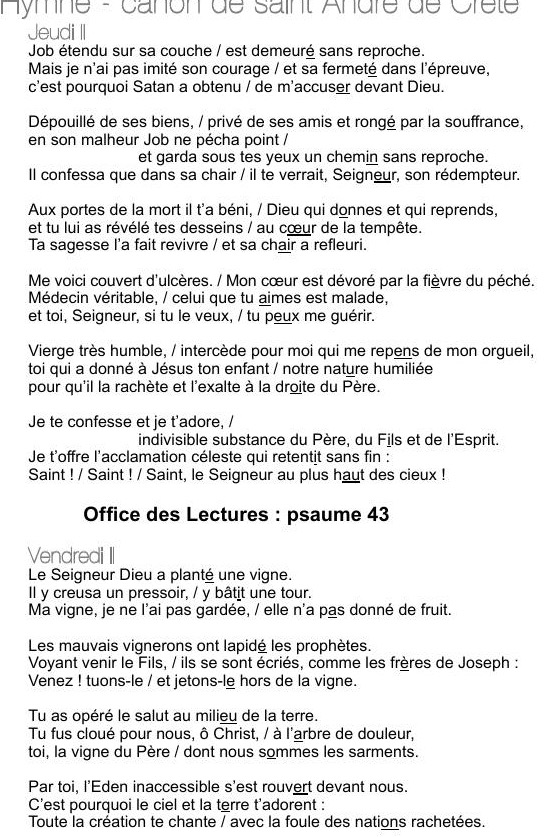 Hymne - canon de saint André de Crète
Jeudi II
Job étendu sur sa couche / est demeuré sans reproche.
Mais je n’ai pas imité son courage / et sa fermeté dans l’épreuve,
c’est pourquoi Satan a obtenu / de m’accuser devant Dieu.

Dépouillé de ses biens, / privé de ses amis et rongé par la souffrance,
en son malheur Job ne pécha point /
et garda sous tes yeux un chemin sans reproche.
Il confessa que dans sa chair / il te verrait, Seigneur, son rédempteur.

Aux portes de la mort il t’a béni, / Dieu qui donnes et qui reprends,
et tu lui as révélé tes desseins / au cœur de la tempête.
Ta sagesse l’a fait revivre / et sa chair a refleuri.

Me voici couvert d’ulcères. / Mon cœur est dévoré par la fièvre du péché.
Médecin véritable, / celui que tu aimes est malade,
et toi, Seigneur, si tu le veux, / tu peux me guérir.

Vierge très humble, / intercède pour moi qui me repens de mon orgueil,
toi qui a donné à Jésus ton enfant / notre nature humiliée
pour qu’il la rachète et l’exalte à la droite du Père.

Je te confesse et je t’adore, /
indivisible substance du Père, du Fils et de l’Esprit.
Je t’offre l’acclamation céleste qui retentit sans fin :
Saint ! / Saint ! / Saint, le Seigneur au plus haut des cieux !

Office des Lectures : psaume 43

Vendredi II
Le Seigneur Dieu a planté une vigne.
Il y creusa un pressoir, / y bâtit une tour.
Ma vigne, je ne l’ai pas gardée, / elle n’a pas donné de fruit.

Les mauvais vignerons ont lapidé les prophètes.
Voyant venir le Fils, / ils se sont écriés, comme les frères de Joseph :
Venez ! tuons-le / et jetons-le hors de la vigne.

Tu as opéré le salut au milieu de la terre.
Tu fus cloué pour nous, ô Christ, / à l’arbre de douleur,
toi, la vigne du Père / dont nous sommes les sarments.

Par toi, l’Eden inaccessible s’est rouvert devant nous.
C’est pourquoi le ciel et la terre t’adorent :
Toute la création te chante / avec la foule des nations rachetées.